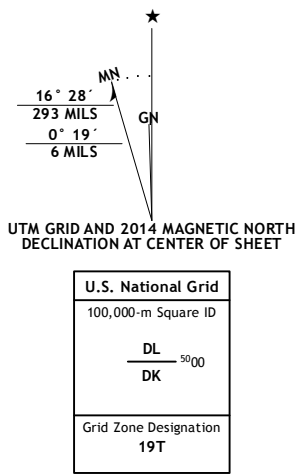 ★
MN
GN
16° 28´
293 MILS
0° 19´
6 MILS
UTM GRID AND 2014 MAGNETIC NORTH
DECLINATION AT CENTER OF SHEET
U.S. National Grid
100,000-m Square ID
DL
5000
DK
Grid Zone Designation
19T